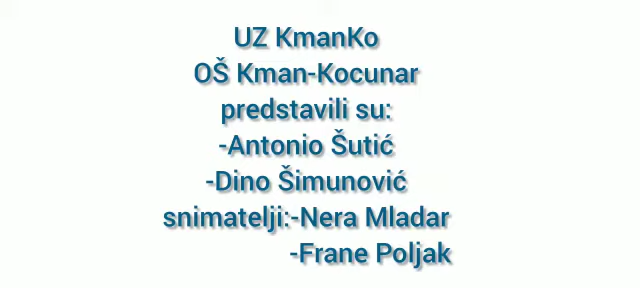 UZ KmanKo
OŠ Kman-Kocunar
predstavili su:
-Antonio Šutić
-Dino Šimunović
snimatelji:-Nera Mladar
-Frane Poljak